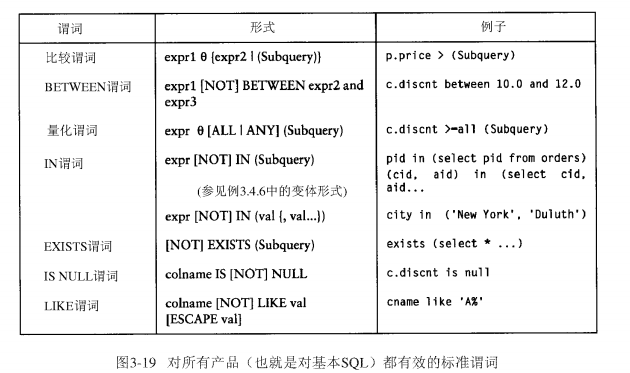 谓词 形式 例子
比较谓词 expr1 θ {expr2 | (Subquery)} p.price > (Subquery)
BETWEEN谓词 expr1 [NOT] BETWEEN expr2 and c.discnt between 10.0 and 12.0
expr3
量化谓词 expr θ [ALL | ANY] (Subquery) c.discnt >=all (Subquery)
IN谓词 expr [NOT] IN (Subquery) pid in (select pid from orders)
(cid, aid) in (select cid,
(参见例3.4.6中的变体形式) aid...
expr [NOT] IN (val {, val...}) city in ('New York', 'Duluth')
EXISTS谓词 [NOT] EXISTS (Subquery) exists (select * ...)
IS NULL谓词 colname IS [NOT] NULL c.discnt is null
LIKE谓词 colname [NOT] LIKE val cname like 'A%'
[ESCAPE val]
图3-19 对所有产品（也就是对基本SQL）都有效的标准谓词